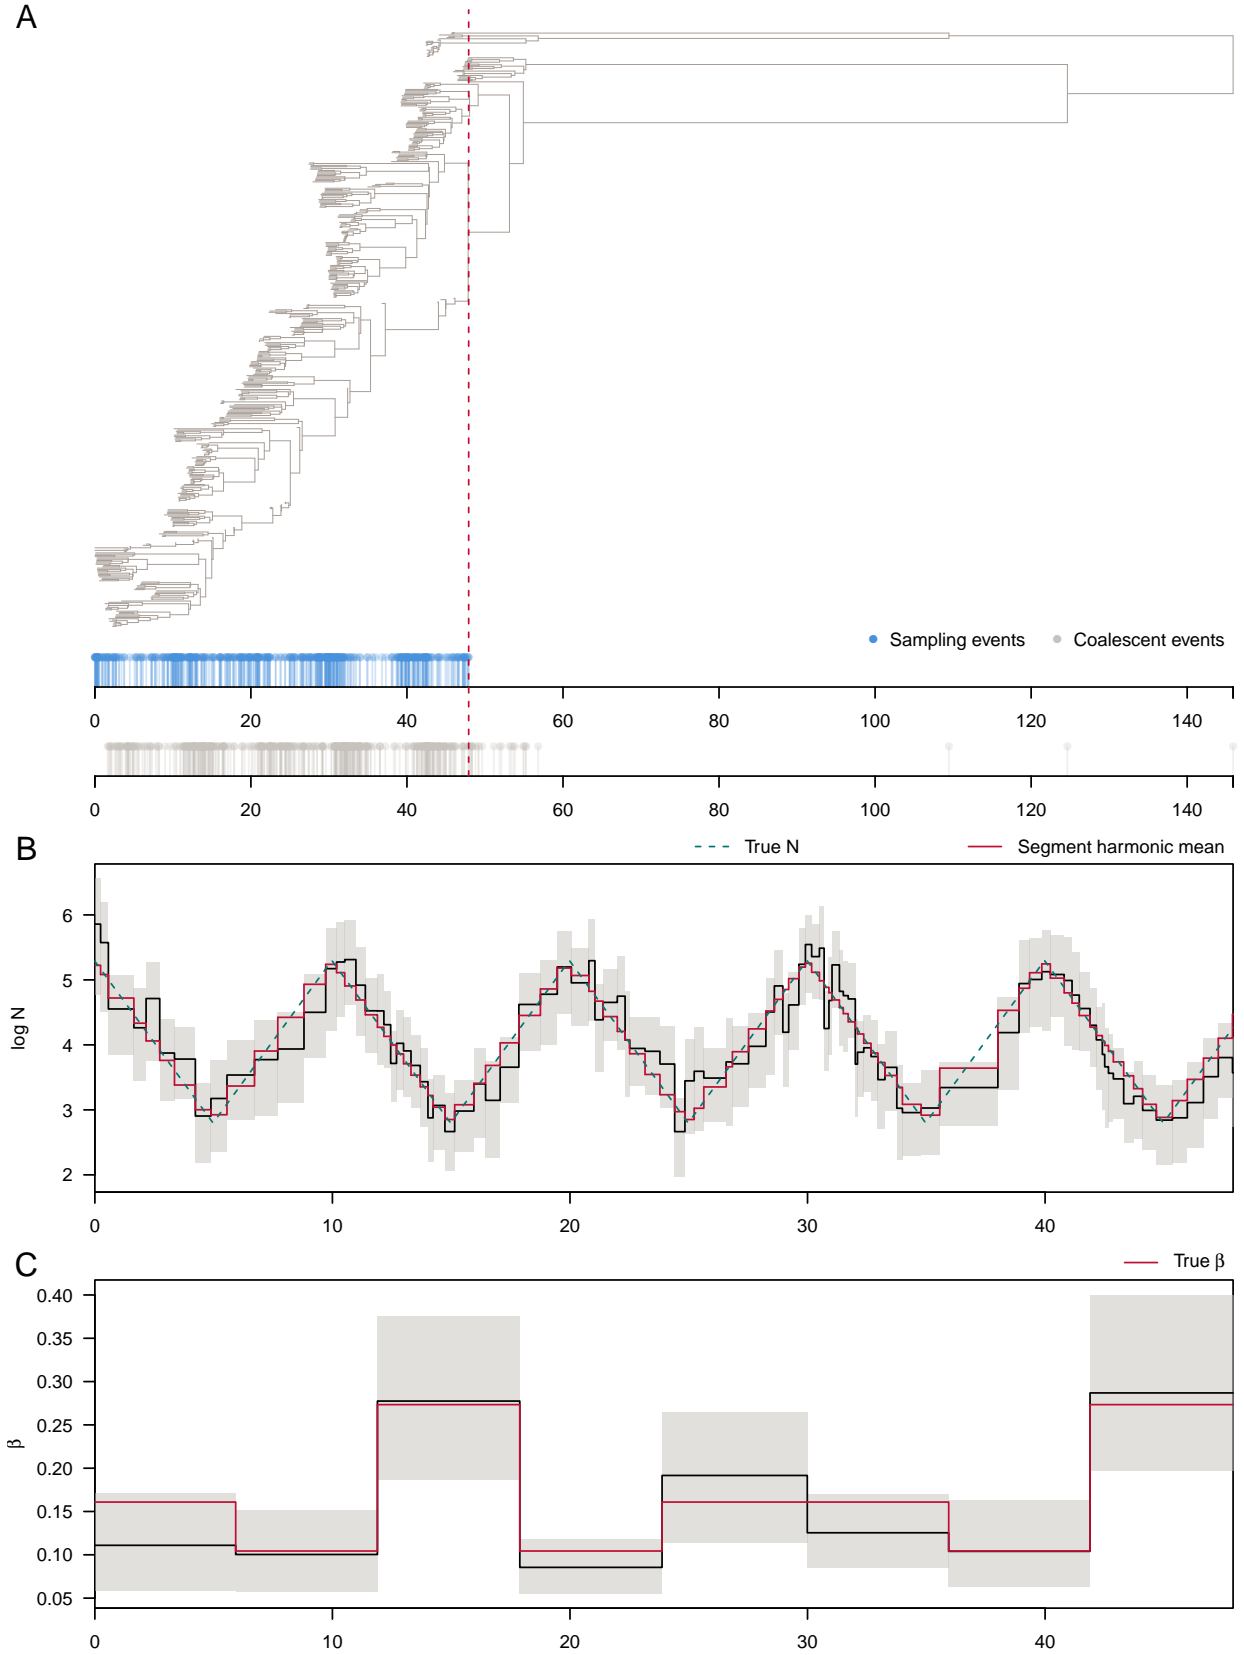 A
Sampling events
Coalescent events
0 20 40 60 80 100 120 140
0 20 40 60 80 100 120 140
B
True N
Segment harmonic mean
log N
6
5
4
3
2
0 10 20 30 40
C
True β
β
0.40
0.35
0.30
0.25
0.20
0.15
0.10
0.05
0 10 20 30 40